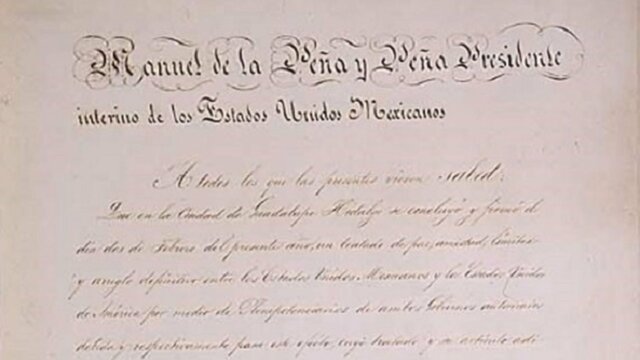 Manuel de la Peña y Peña Presidente
interino de los Estados Unidos Mexicanos
A todos los que las presentes vieren salud:
Que en la Ciudad de Guadalupe Hidalgo se concluyó y firmó el
dia dos de Febrero del presente año, un tratado de paz, amistad, limites
y arreglo definitivo entre los Estados Unidos Mexicanos y los Estados Unidos
de América por medio de Plenipotenciarios de ambos Gobiernos autorizados
debida y respectivamente para este efecto, cuyo tratado y su articulo adi